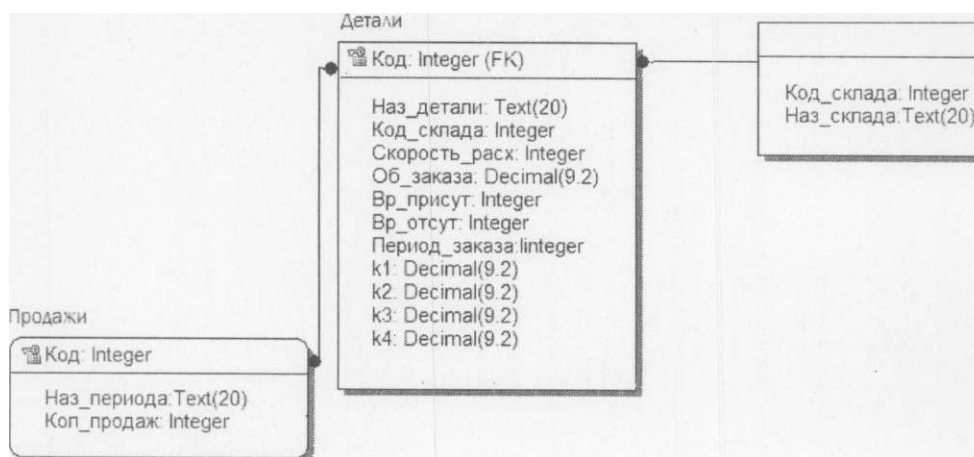 Детали
Код: Integer (FK)
Наз_детали: Text(20)
Код_склада: Integer
Скорость_расх: Integer
Об_заказа: Decimal(9.2)
Вр_присут: Integer
Вр_отсут: Integer
Период_заказа:Iinteger
k1: Decimal(9.2)
k2: Decimal(9.2)
k3: Decimal(9.2)
k4: Decimal(9.2)
Код_склада: Integer
Наз_склада:Text(20)
Продажи
Код: Integer
Наз_периода:Text(20)
Коп_продаж: Integer